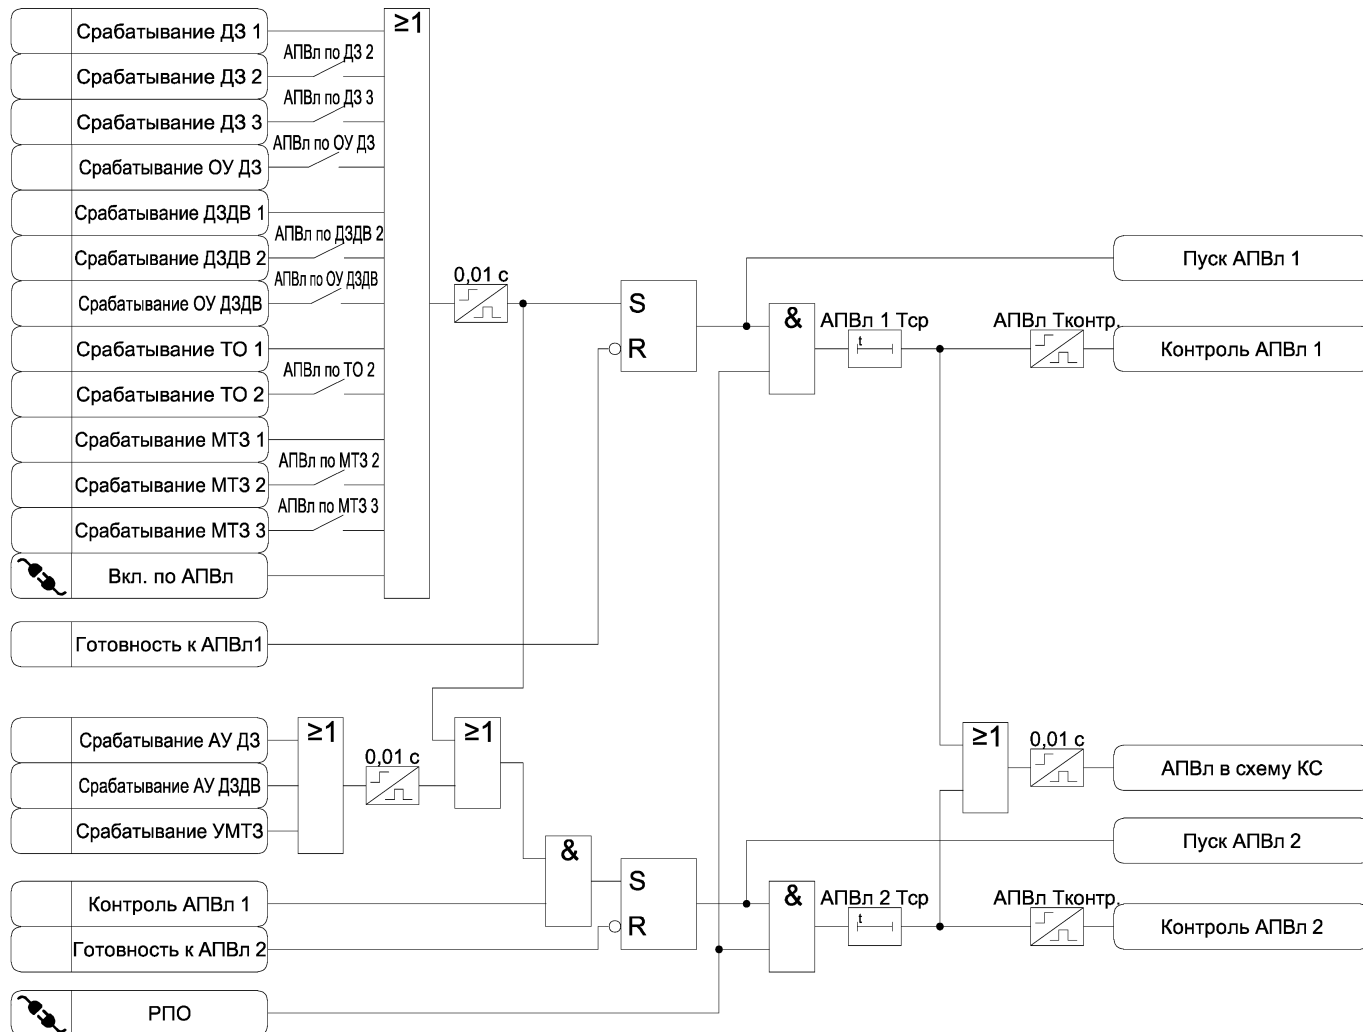 Срабатывание ДЗ 1
АПВл по ДЗ 2
Срабатывание ДЗ 2
АПВл по ДЗ 3
Срабатывание ДЗ 3
АПВл по ОУ ДЗ
Срабатывание ОУ ДЗ
Срабатывание ДЗДВ 1
АПВл по ДЗДВ 2
Срабатывание ДЗДВ 2
АПВл по ОУ ДЗДВ
Срабатывание ОУ ДЗДВ
Срабатывание ТО 1
АПВл по ТО 2
Срабатывание ТО 2
Срабатывание МТЗ 1
АПВл по МТЗ 2
Срабатывание МТЗ 2
АПВл по МТЗ 3
Срабатывание МТЗ 3
Вкл. по АПВл
≥1
0,01 с
S
R
&
АПВл 1 Тср
t
АПВл Тконтр.
Пуск АПВл 1
Контроль АПВл 1
Готовность к АПВл1
Срабатывание АУ ДЗ
Срабатывание АУ ДЗДВ
Срабатывание УМТЗ
≥1
0,01 с
≥1
≥1
0,01 с
АПВл в схему КС
Контроль АПВл 1
Готовность к АПВл 2
&
S
R
&
АПВл 2 Тср
t
АПВл Тконтр.
Пуск АПВл 2
Контроль АПВл 2
РПО